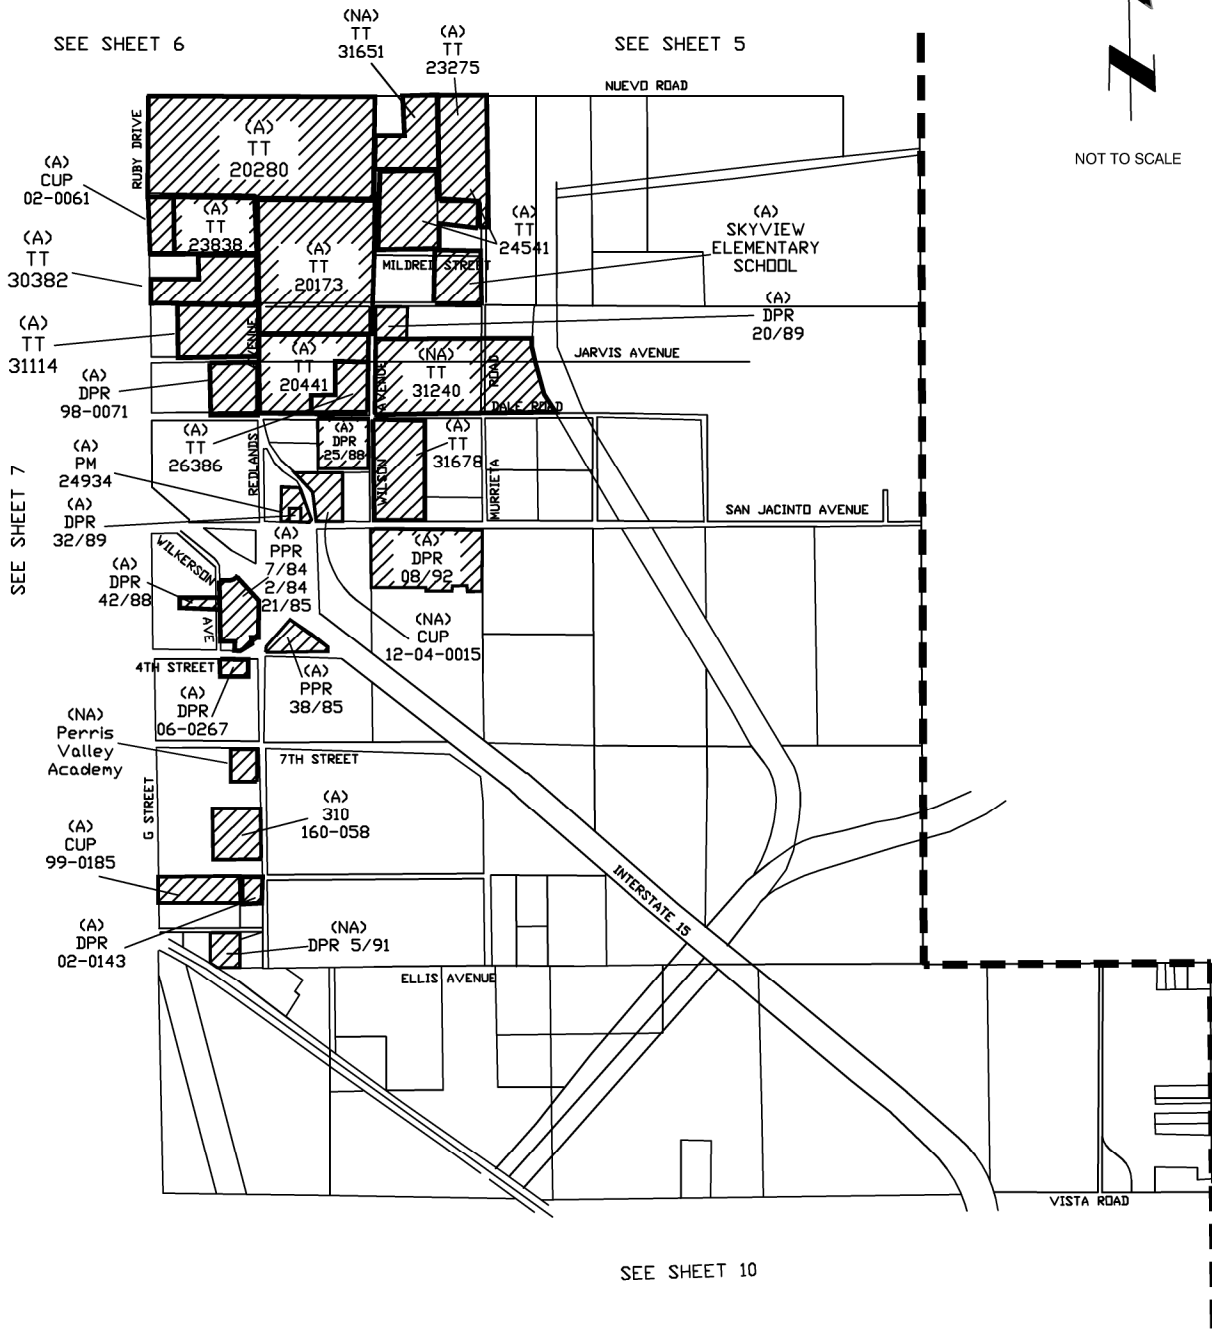 SEE SHEET 6
(NA)
TT
31651
(A)
TT
23275
SEE SHEET 5
NUEVO ROAD
NOT TO SCALE
RUBY DRIVE
(A)
TT
20280
(A)
CUP
02-0061
(A)
TT
23838
(A)
TT
24541
(A)
SKYVIEW
ELEMENTARY
SCHOOL
(A)
TT
30382
(A)
TT
20173
MILDRED STREET
(A)
DPR
20/89
(A)
TT
31114
(A)
TT
20441
(NA)
TT
31240
ROAD
JARVIS AVENUE
AVENUE
DALE ROAD
(A)
DPR
98-0071
(A)
TT
26386
REDLANDS
(A)
DPR
25/88
WILSON
(A)
TT
31678
MURRIETA
(A)
PM
24934
SEE SHEET 7
(A)
DPR
32/89
SAN JACINTO AVENUE
(A)
PPR
7/84
2/84
21/85
(A)
DPR
08/92
WILKERSON
AVE
(A)
DPR
42/88
(NA)
CUP
12-04-0015
4TH STREET
(A)
PPR
38/85
(A)
DPR
06-0267
(NA)
Perris
Valley
Academy
7TH STREET
G STREET
(A)
310
160-058
(A)
CUP
99-0185
INTERSTATE 15
(A)
DPR
02-0143
(NA)
DPR 5/91
ELLIS AVENUE
VISTA ROAD
SEE SHEET 10